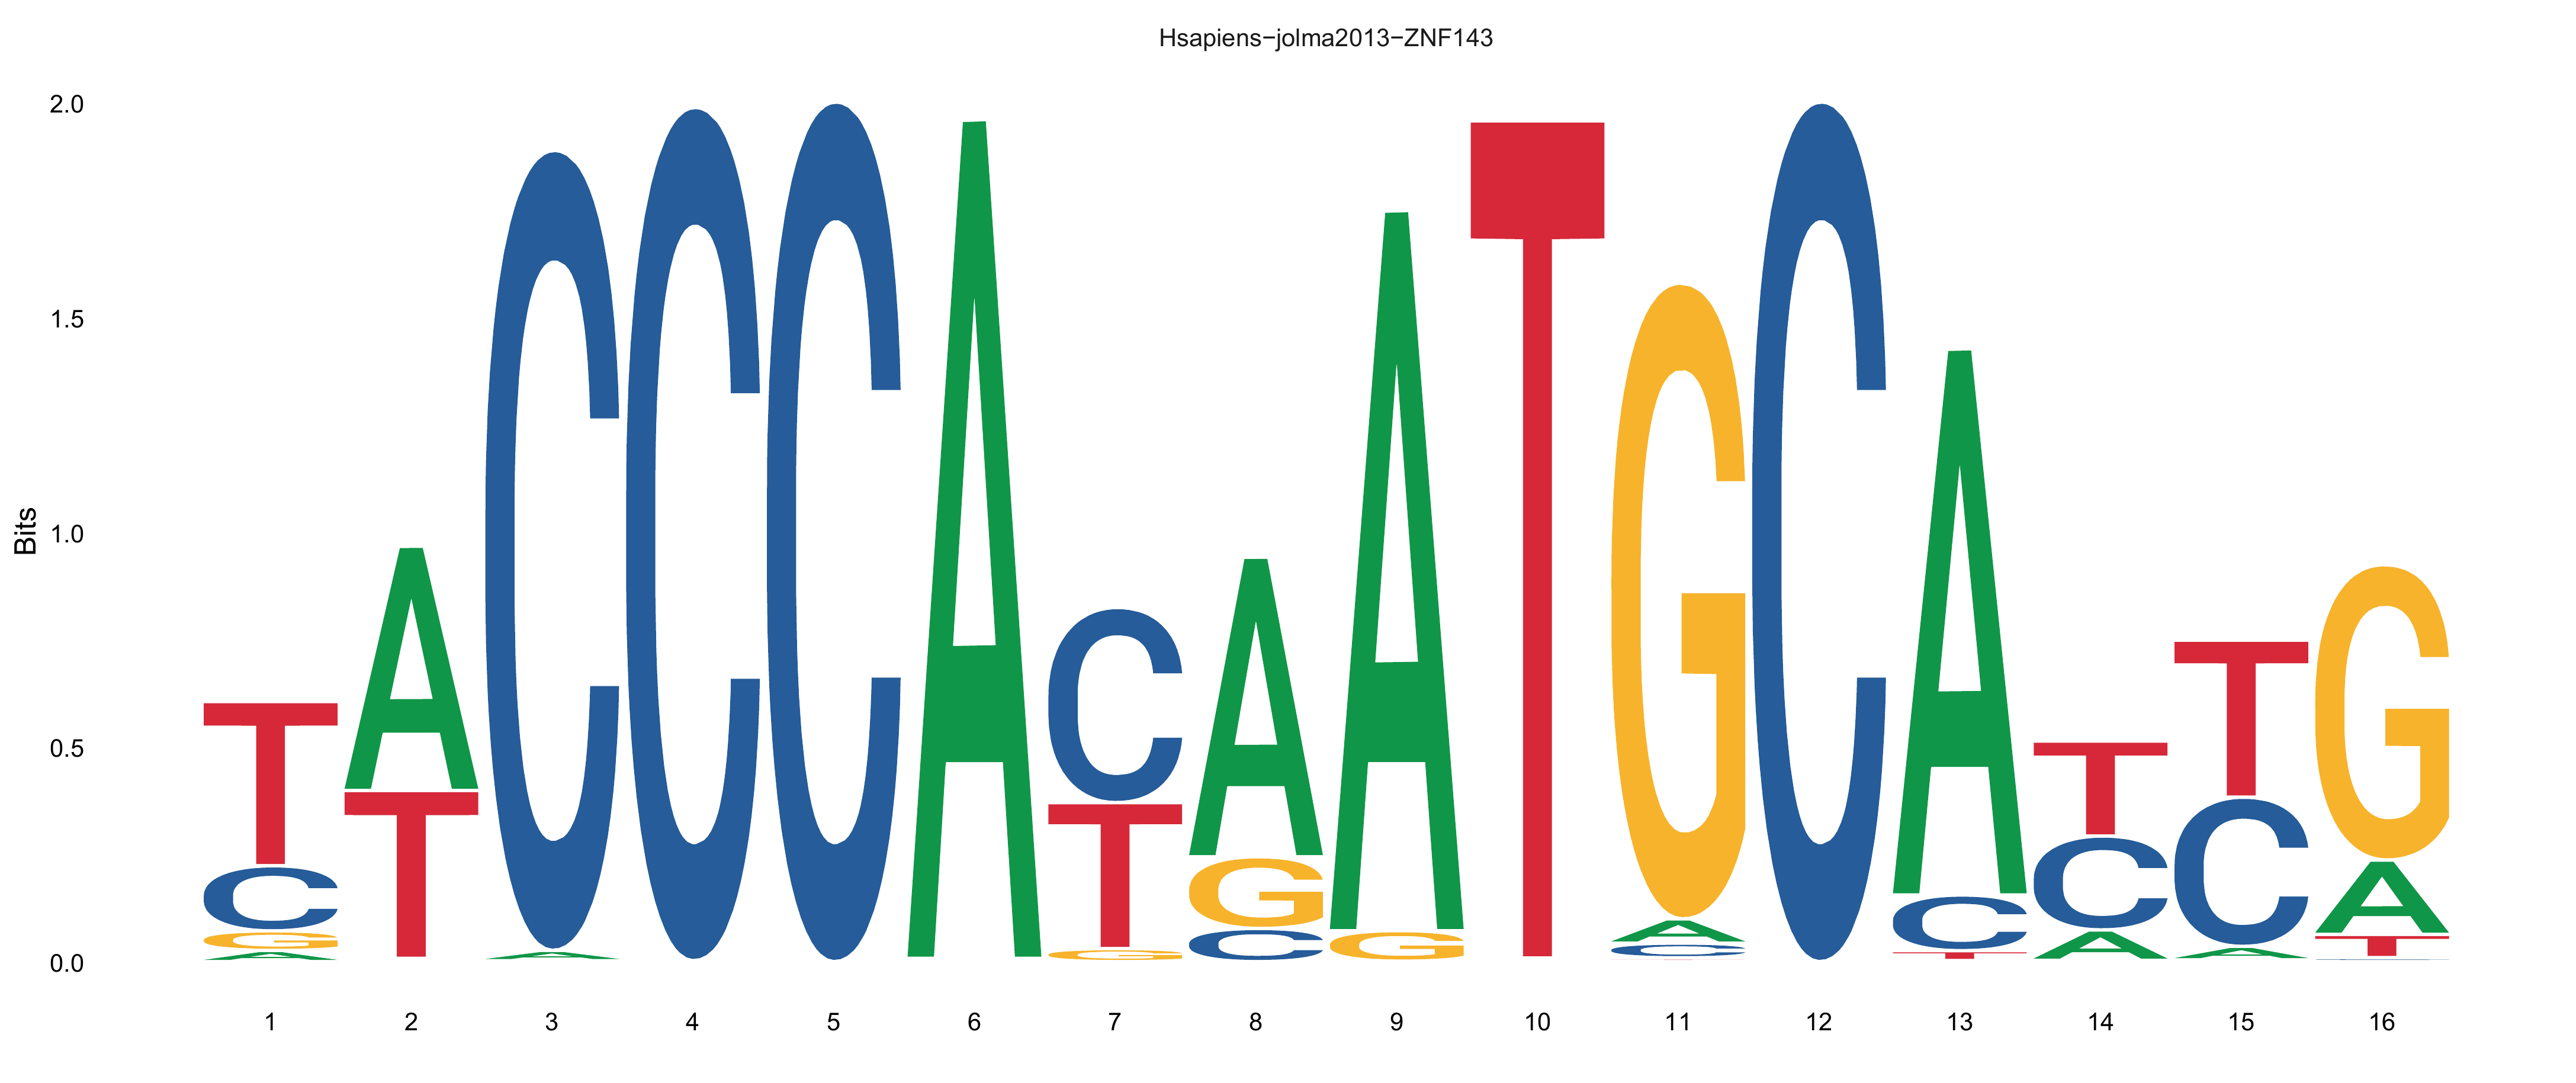 Hsapiens−jolma2013−ZNF143
2.0
1.5
1.0
0.5
0.0
Bits
T A C C C A C A A T G C A T T G
C T A T G G A C C C A
G G C C T A A T
A
1 2 3 4 5 6 7 8 9 10 11 12 13 14 15 16